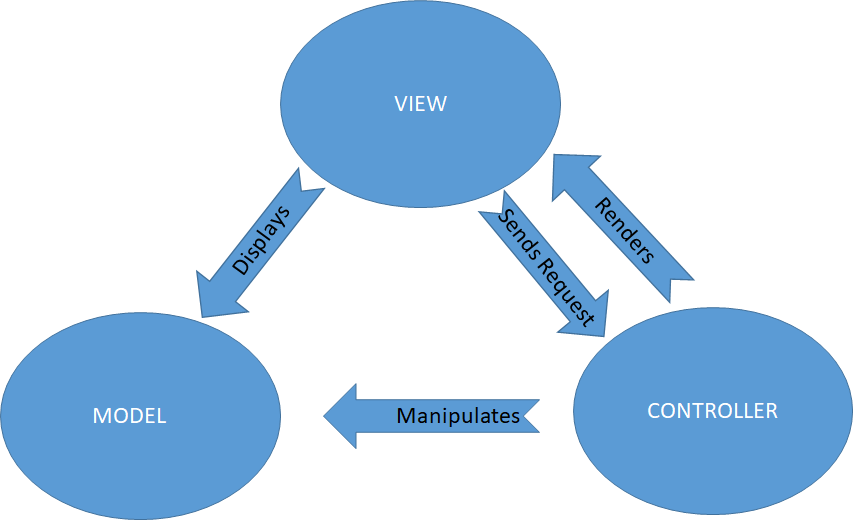 VIEW
Displays
Sends Request
Renders
MODEL
Manipulates
CONTROLLER